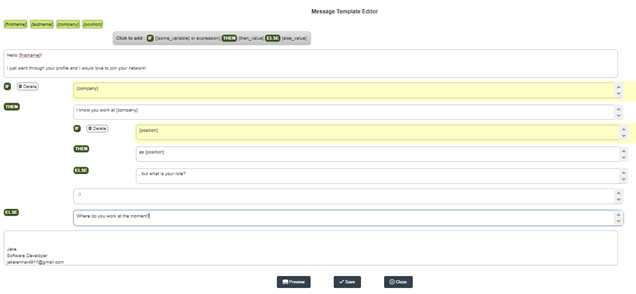 Message Template Editor
{firstname}, {lastname}, {company}, {position}
Click to add : IF [{some_variable} or expression] THEN [then_value] ELSE [else_value]
Hello {firstname}!
I just went through your profile and I would love to join your network!
IF Delete {company}
THEN I know you work at {company}
IF Delete {position}
THEN as {position}
ELSE , but what is your role?
ELSE Where do you work at the moment?
Jake
Software Developer
jakelennard911@gmail.com
Preview Save Close